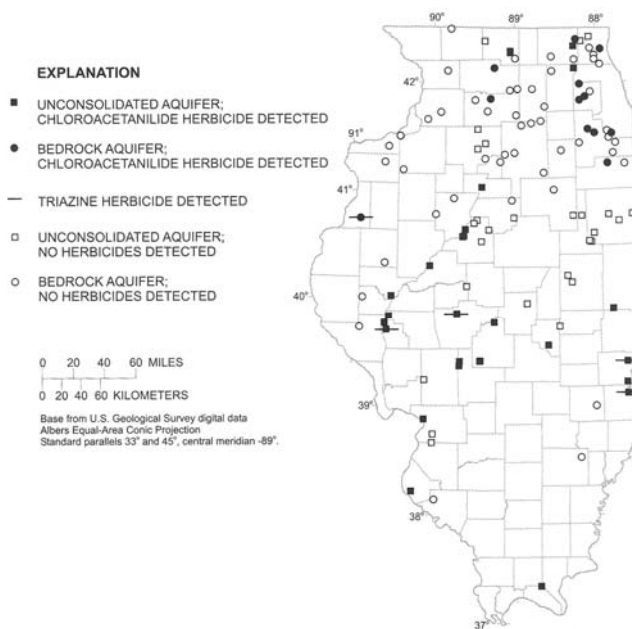 90° 89° 88°
EXPLANATION
42°
UNCONSOLIDATED AQUIFER;
CHLOROACETANILIDE HERBICIDE DETECTED
91°
BEDROCK AQUIFER;
CHLOROACETANILIDE HERBICIDE DETECTED
41°
TRIAZINE HERBICIDE DETECTED
UNCONSOLIDATED AQUIFER;
NO HERBICIDES DETECTED
BEDROCK AQUIFER;
NO HERBICIDES DETECTED
40°
0 20 40 60 MILES
0 20 40 60 KILOMETERS
39°
Base from U.S. Geological Survey digital data
Albers Equal-Area Conic Projection
Standard parallels 33° and 45°, central meridian -89°.
38°
37°